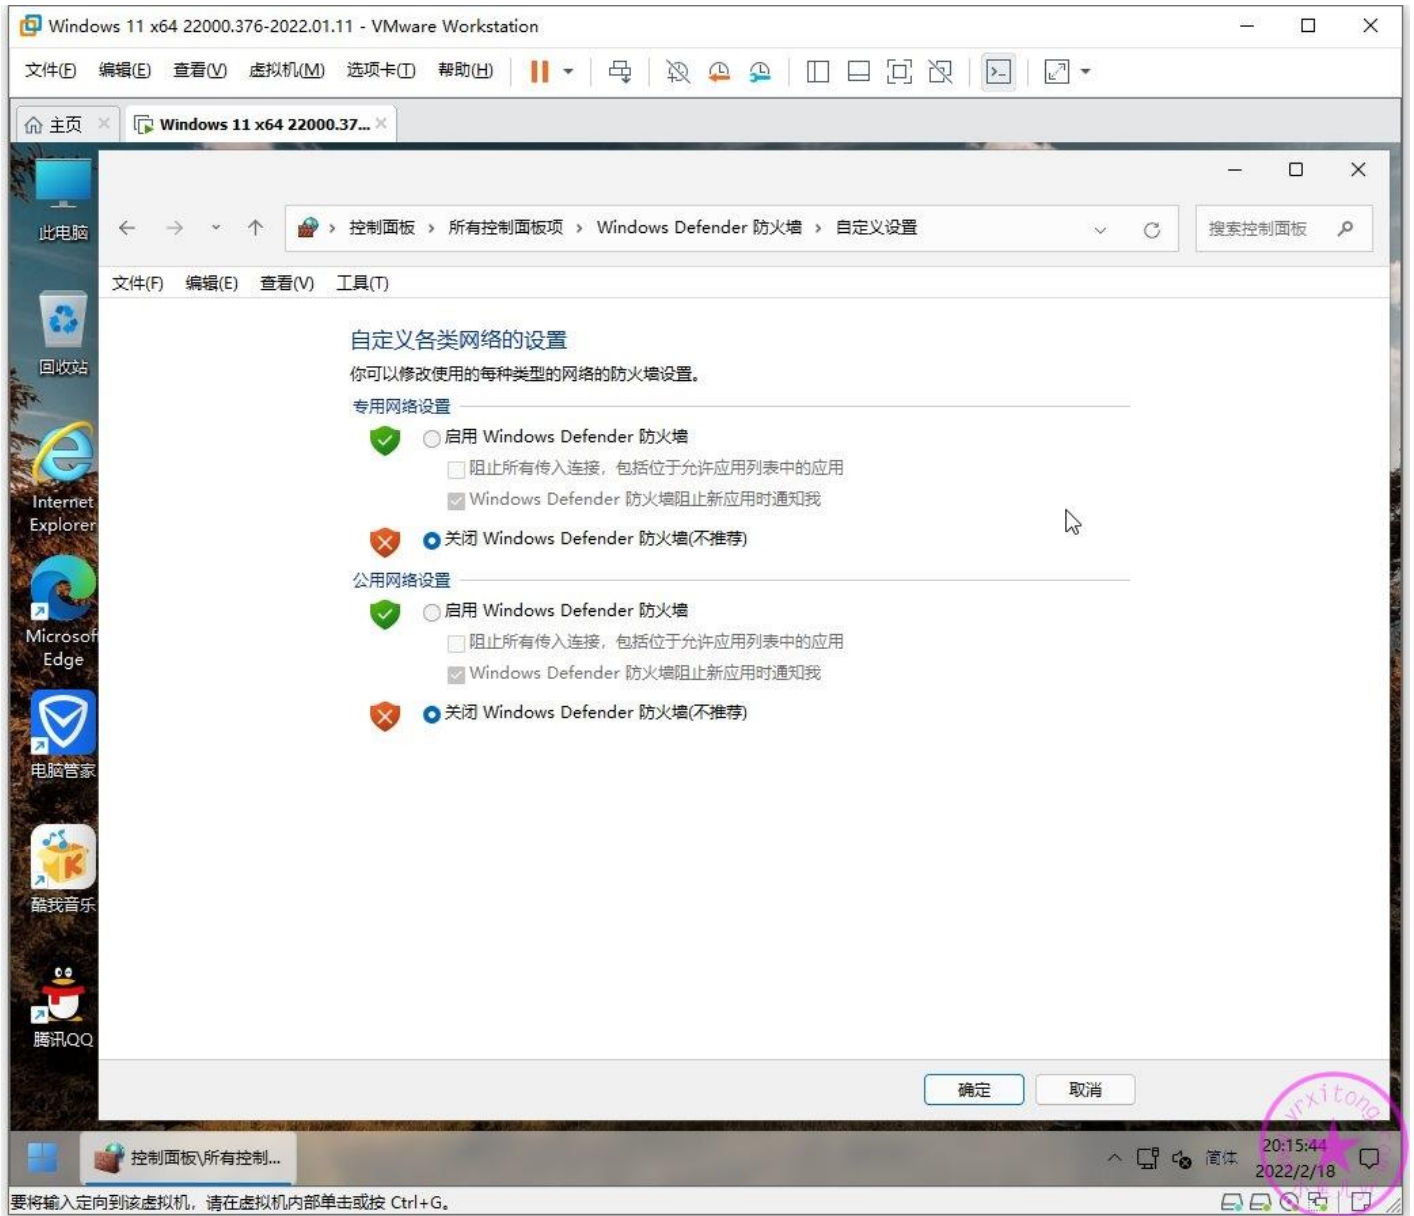 Windows 11 x64 22000.376-2022.01.11 - VMware Workstation
文件(F) 编辑(E) 查看(V) 虚拟机(M) 选项卡(T) 帮助(H)
主页 Windows 11 x64 22000.37...
此电脑
回收站
Internet
Explorer
Microsoft
Edge
电脑管家
酷我音乐
腾讯QQ
控制面板 › 所有控制面板项 › Windows Defender 防火墙 › 自定义设置
搜索控制面板
文件(F) 编辑(E) 查看(V) 工具(T)
自定义各类网络的设置
你可以修改使用的每种类型的网络的防火墙设置。
专用网络设置
启用 Windows Defender 防火墙
阻止所有传入连接，包括位于允许应用列表中的应用
Windows Defender 防火墙阻止新应用时通知我
关闭 Windows Defender 防火墙(不推荐)
公用网络设置
启用 Windows Defender 防火墙
阻止所有传入连接，包括位于允许应用列表中的应用
Windows Defender 防火墙阻止新应用时通知我
关闭 Windows Defender 防火墙(不推荐)
确定 取消
控制面板\所有控制...
简体
20:15:44
2022/2/18
要将输入定向到该虚拟机，请在虚拟机内部单击或按 Ctrl+G。